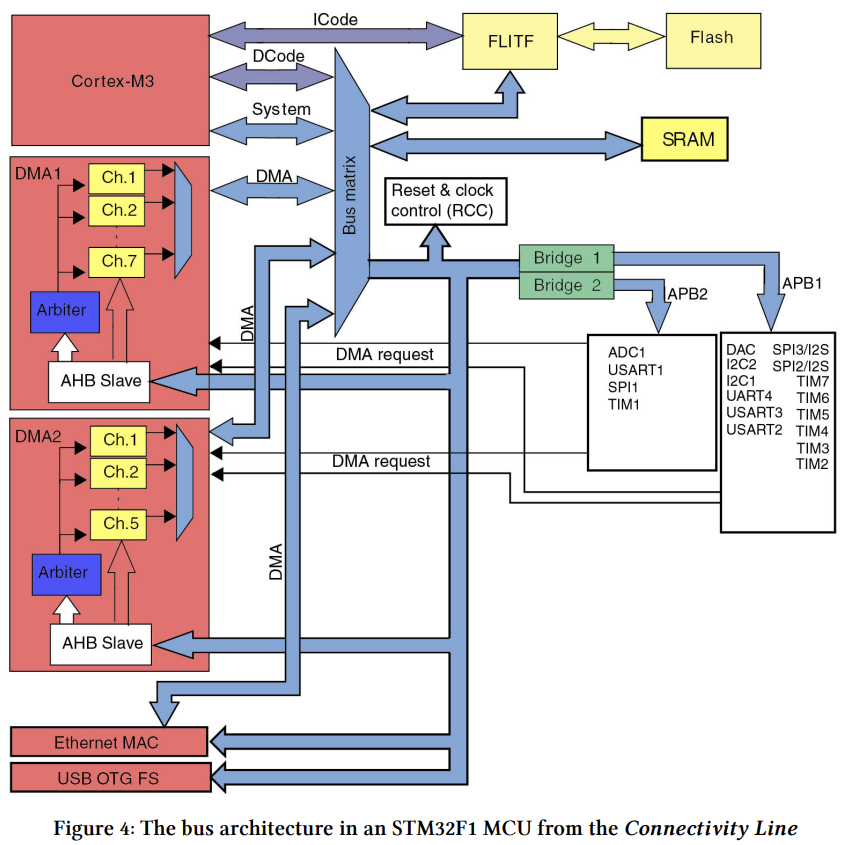 ICode
Cortex-M3
DCode
System
FLITF
Flash
SRAM
Bus matrix
DMA1
Ch.1
Ch.2
Ch.7
Arbiter
AHB Slave
DMA
Reset & clock
control (RCC)
Bridge 1
Bridge 2
APB2
APB1
DMA
DMA request
ADC1
USART1
SPI1
TIM1
DAC SPI3/I2S
I2C2 SPI2/I2S
I2C1 TIM7
UART4 TIM6
USART3 TIM5
USART2 TIM4
TIM3
TIM2
DMA2
Ch.1
Ch.2
Ch.5
Arbiter
AHB Slave
DMA request
DMA
Ethernet MAC
USB OTG FS
Figure 4: The bus architecture in an STM32F1 MCU from the Connectivity Line